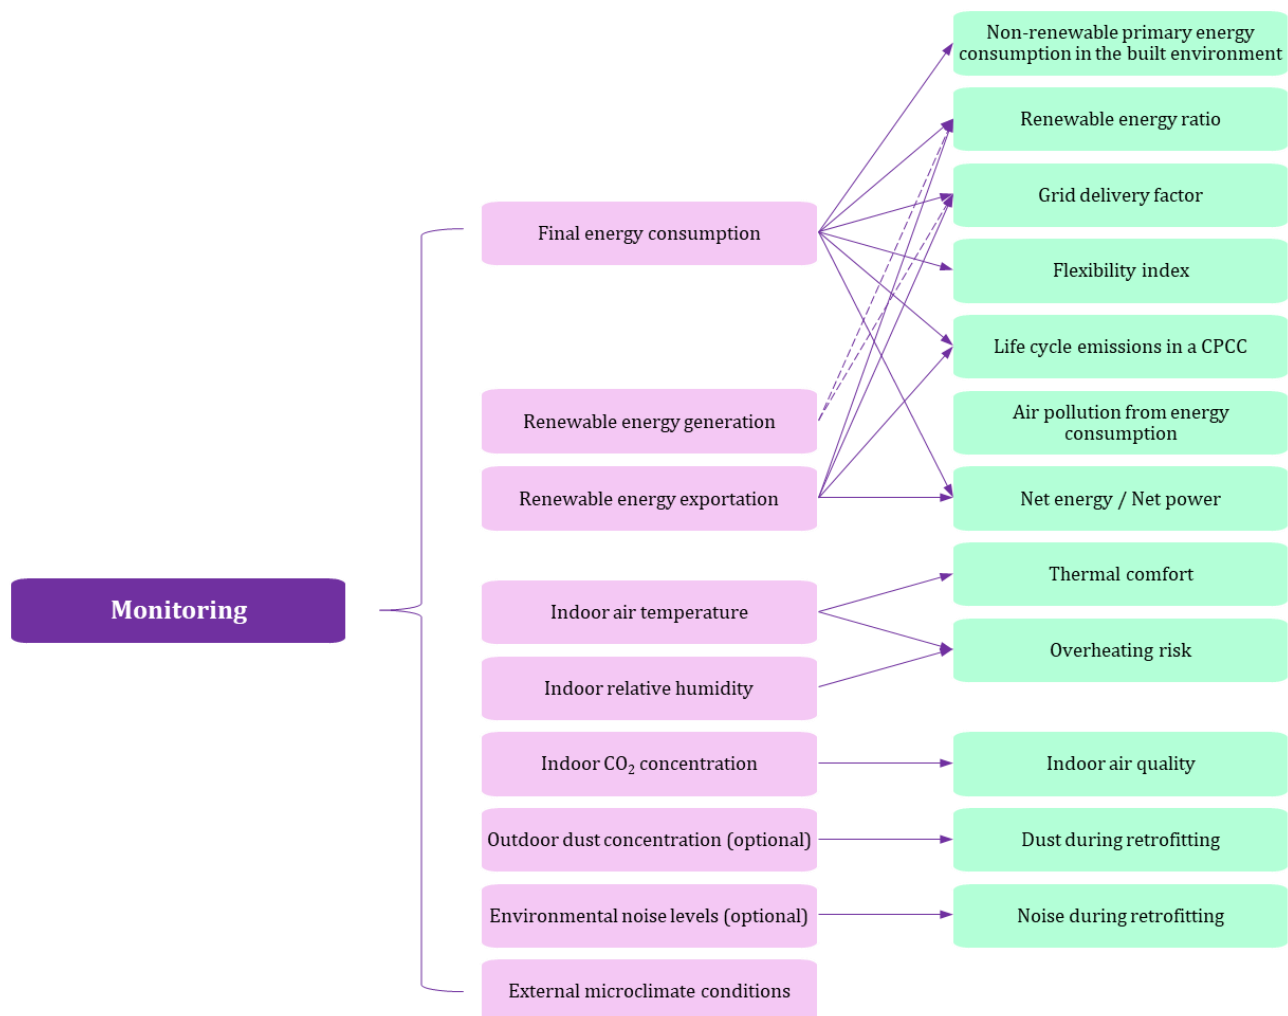 Monitoring
Final energy consumption
Renewable energy generation
Renewable energy exportation
Indoor air temperature
Indoor relative humidity
Indoor CO₂ concentration
Outdoor dust concentration (optional)
Environmental noise levels (optional)
External microclimate conditions
Non-renewable primary energy
consumption in the built environment
Renewable energy ratio
Grid delivery factor
Flexibility index
Life cycle emissions in a CPCC
Air pollution from energy
consumption
Net energy / Net power
Thermal comfort
Overheating risk
Indoor air quality
Dust during retrofitting
Noise during retrofitting